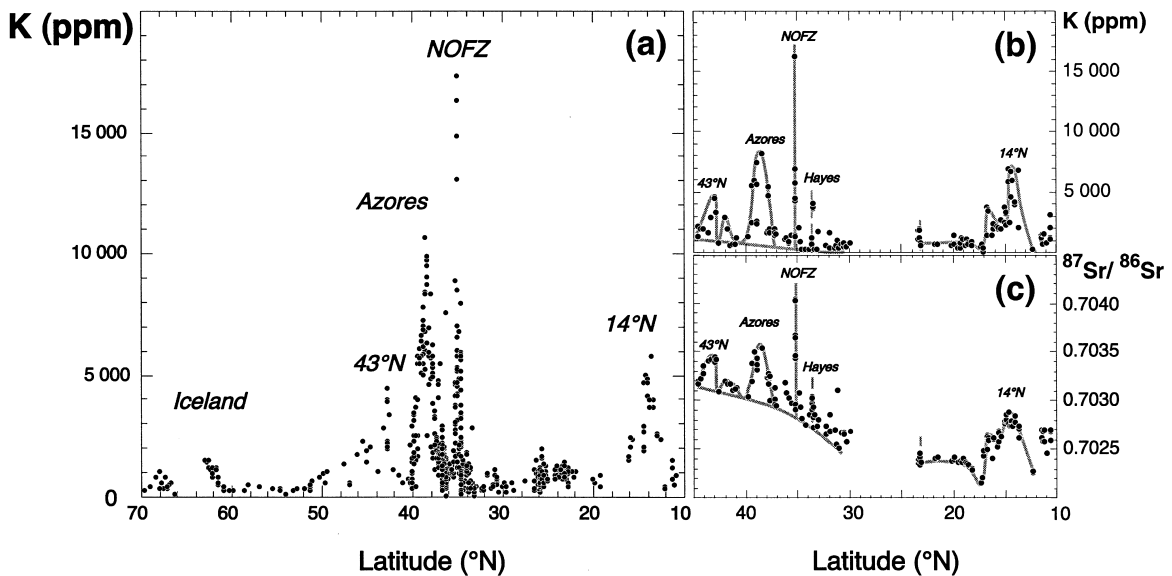 K (ppm)
(a)
NOFZ
15 000
Azores
10 000
14°N
43°N
5 000
Iceland
0
70
60
50
40
30
20
10
Latitude (°N)
K (ppm)
(b)
NOFZ
15 000
Azores
10 000
14°N
43°N
Hayes
5 000
87Sr/ 86Sr
(c)
NOFZ
0.7040
Azores
43°N
0.7035
Hayes
14°N
0.7030
0.7025
40
30
20
10
Latitude (°N)